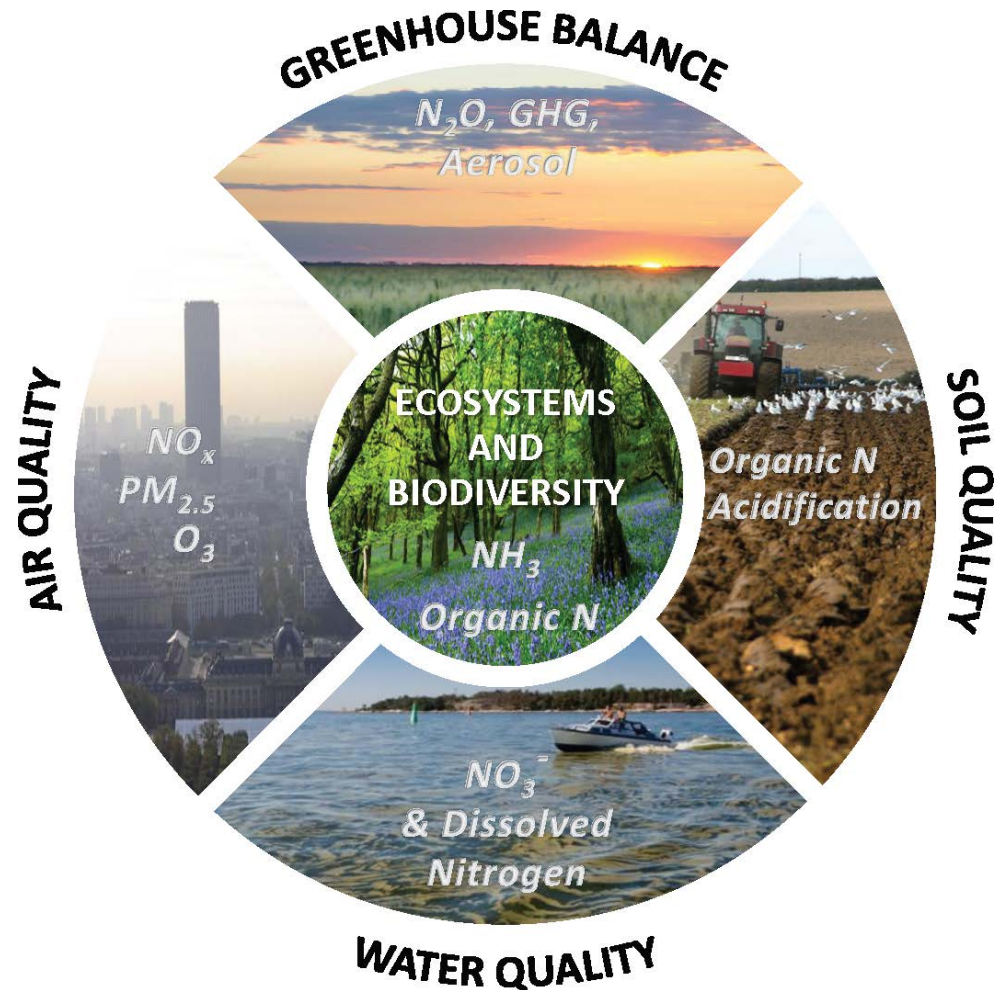 GREENHOUSE BALANCE
N₂O, GHG,
Aerosol
AIR QUALITY
NOₓ
PM₂.₅
O₃
ECOSYSTEMS
AND
BIODIVERSITY
NH₃
Organic N
Organic N
Acidification
SOIL QUALITY
NO₃⁻
& Dissolved
Nitrogen
WATER QUALITY